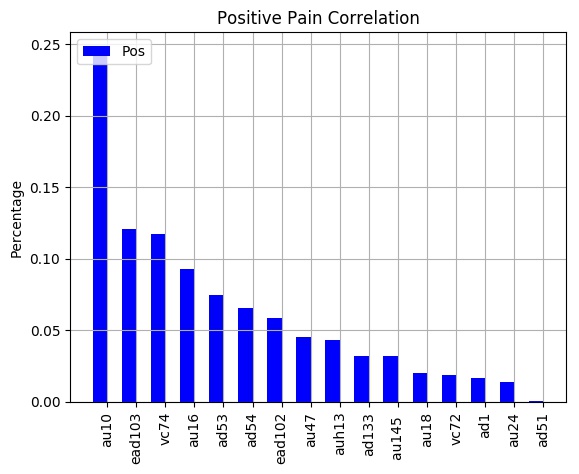 Positive Pain Correlation
Pos
Percentage
0.25
0.20
0.15
0.10
0.05
0.00
au10
ead103
vc74
au16
ad53
ad54
ead102
au47
auh13
ad133
au145
au18
vc72
ad1
au24
ad51